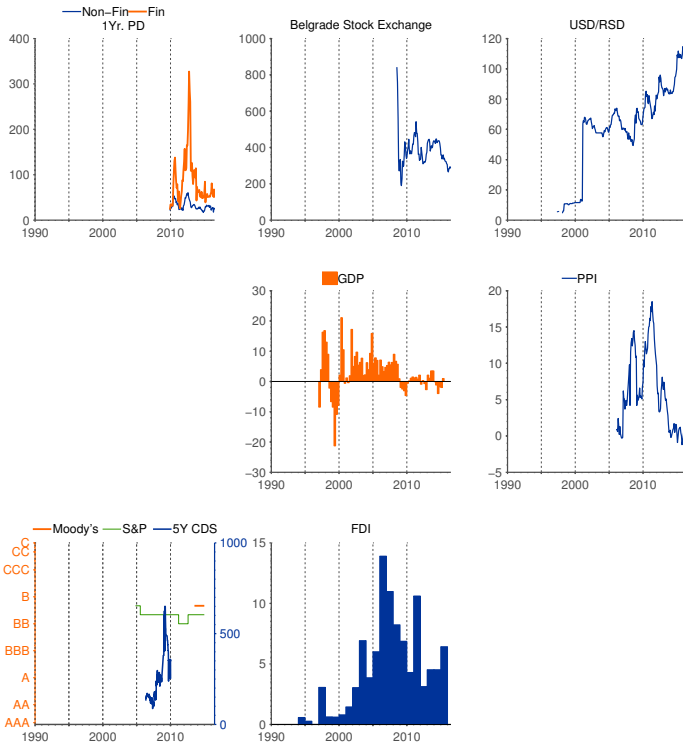 Non−Fin Fin
1Yr. PD
400
300
200
100
0
1990 2000 2010
Belgrade Stock Exchange
1000
800
600
400
200
0
1990 2000 2010
USD/RSD
120
100
80
60
40
20
0
1990 2000 2010
GDP
30
20
10
0
−10
−20
−30
1990 2000 2010
PPI
20
15
10
5
0
−5
1990 2000 2010
Moody's S&P 5Y CDS
C
CC
CCC
B
BB
BBB
A
AA
AAA
1000
500
0
1990 2000 2010
FDI
15
10
5
0
1990 2000 2010